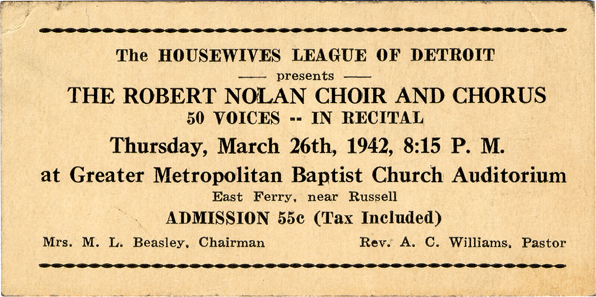 The HOUSEWIVES LEAGUE OF DETROIT
presents
THE ROBERT NOLAN CHOIR AND CHORUS
50 VOICES -- IN RECITAL
Thursday, March 26th, 1942, 8:15 P. M.
at Greater Metropolitan Baptist Church Auditorium
East Ferry, near Russell
ADMISSION 55c (Tax Included)
Mrs. M. L. Beasley, Chairman Rev. A. C. Williams, Pastor